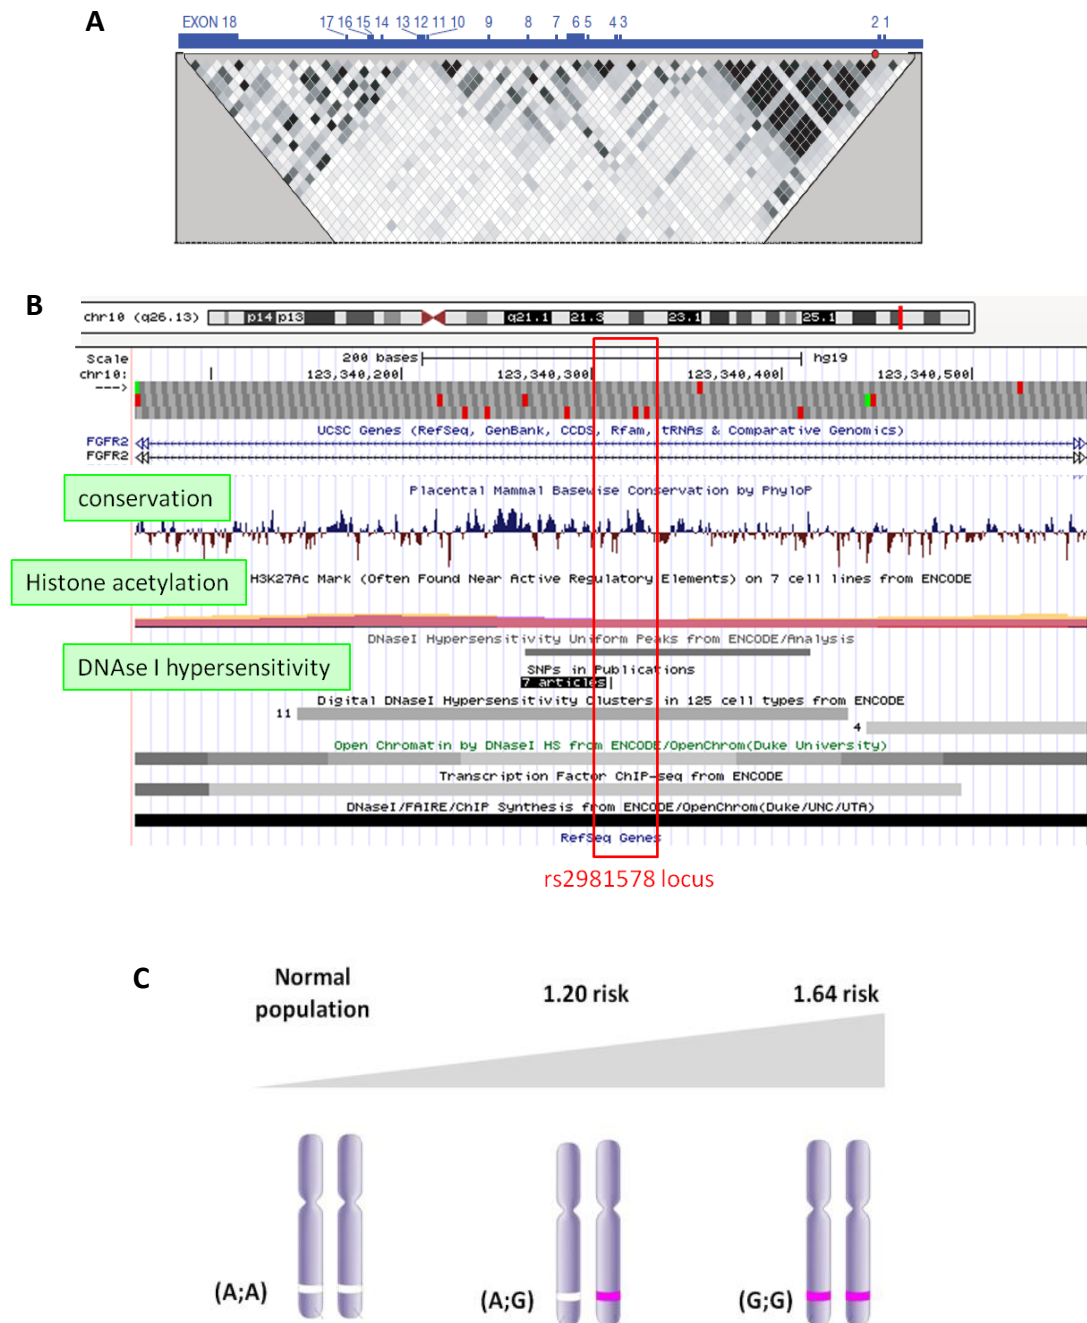 A
EXON 18 17 16 15 14 13 12 11 10 9 8 7 6 5 4 3 2 1
B
chr10 (q26.13) p14 p13 q21.1 21.3 23.1 25.1
Scale 200 bases hg19
chr10: 123,340,200 123,340,300 123,340,400 123,340,500
--->
UCSC Genes (RefSeq, GenBank, CCDS, Rfam, tRNAs & Comparative Genomics)
FGFR2
FGFR2
conservation
Placental Mammal Basewise Conservation by PhyloP
Histone acetylation
H3K27Ac Mark (Often Found Near Active Regulatory Elements) on 7 cell lines from ENCODE
DNaseI Hypersensitivity Uniform Peaks from ENCODE/Analysis
DNAse I hypersensitivity
SNPs in Publications
7 articles
Digital DNaseI Hypersensitivity Clusters in 125 cell types from ENCODE
11
4
Open Chromatin by DNaseI HS from ENCODE/OpenChrom(Duke University)
Transcription Factor ChIP-seq from ENCODE
DNaseI/FAIRE/ChIP Synthesis from ENCODE/OpenChrom(Duke/UNC/UTA)
RefSeq Genes
rs2981578 locus
C
Normal population
1.20 risk
1.64 risk
(A;A)
(A;G)
(G;G)